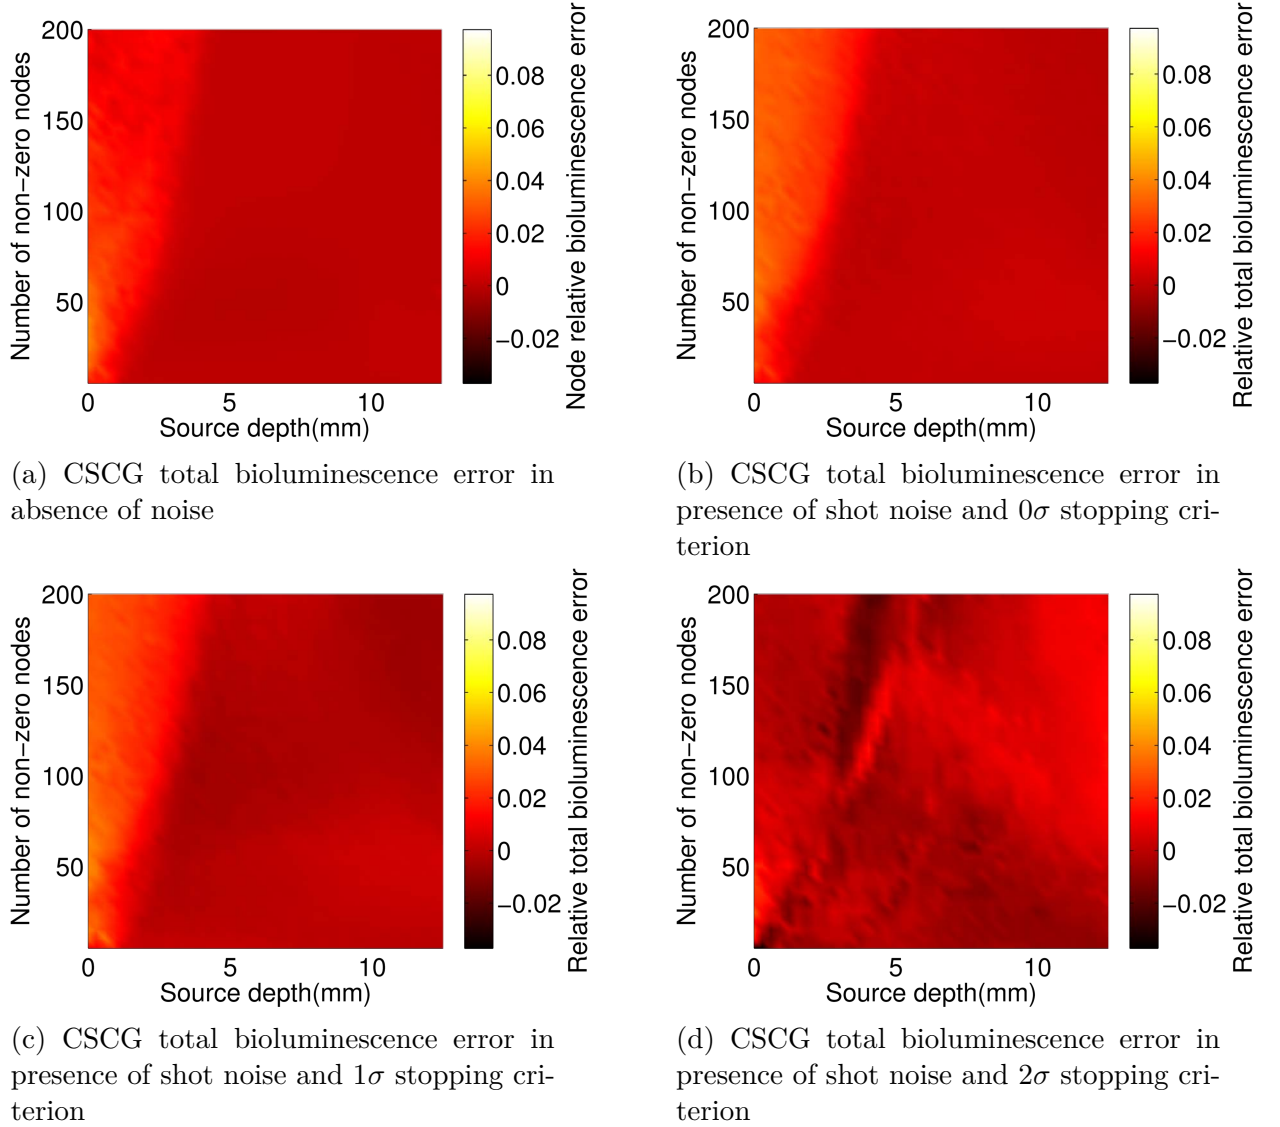 200
150
100
50
Number of non−zero nodes
0 5 10
Source depth(mm)
0.08
0.06
0.04
0.02
0
−0.02
Node relative bioluminescence error
(a) CSCG total bioluminescence error in
absence of noise
200
150
100
50
Number of non−zero nodes
0 5 10
Source depth(mm)
0.08
0.06
0.04
0.02
0
−0.02
Relative total bioluminescence error
(b) CSCG total bioluminescence error in
presence of shot noise and 0σ stopping cri-
terion
200
150
100
50
Number of non−zero nodes
0 5 10
Source depth(mm)
0.08
0.06
0.04
0.02
0
−0.02
Relative total bioluminescence error
(c) CSCG total bioluminescence error in
presence of shot noise and 1σ stopping cri-
terion
200
150
100
50
Number of non−zero nodes
0 5 10
Source depth(mm)
0.08
0.06
0.04
0.02
0
−0.02
Relative total bioluminescence error
(d) CSCG total bioluminescence error in
presence of shot noise and 2σ stopping cri-
terion